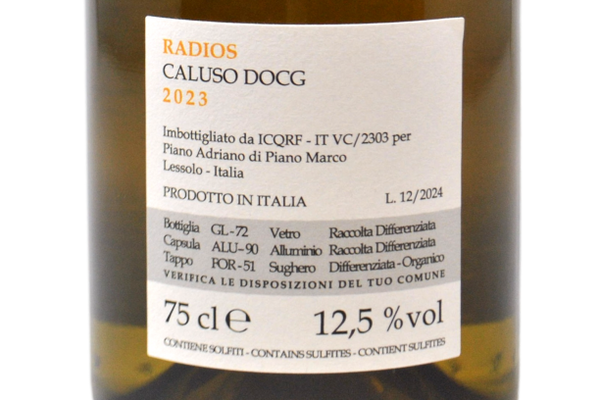 RADIOS
CALUSO DOCG
2023
Imbottigliato da ICQRF - IT VC/2303 per
Piano Adriano di Piano Marco
Lessolo - Italia
PRODOTTO IN ITALIA L. 12/2024
Bottiglia GL-72 Vetro Raccolta Differenziata
Capsula ALU-90 Alluminio Raccolta Differenziata
Tappo FOR-51 Sughero Differenziata - Organico
VERIFICA LE DISPOSIZIONI DEL TUO COMUNE
75 cl ℮ 12,5 % vol
CONTIENE SOLFITI - CONTAINS SULFITES - CONTIENT SULFITES